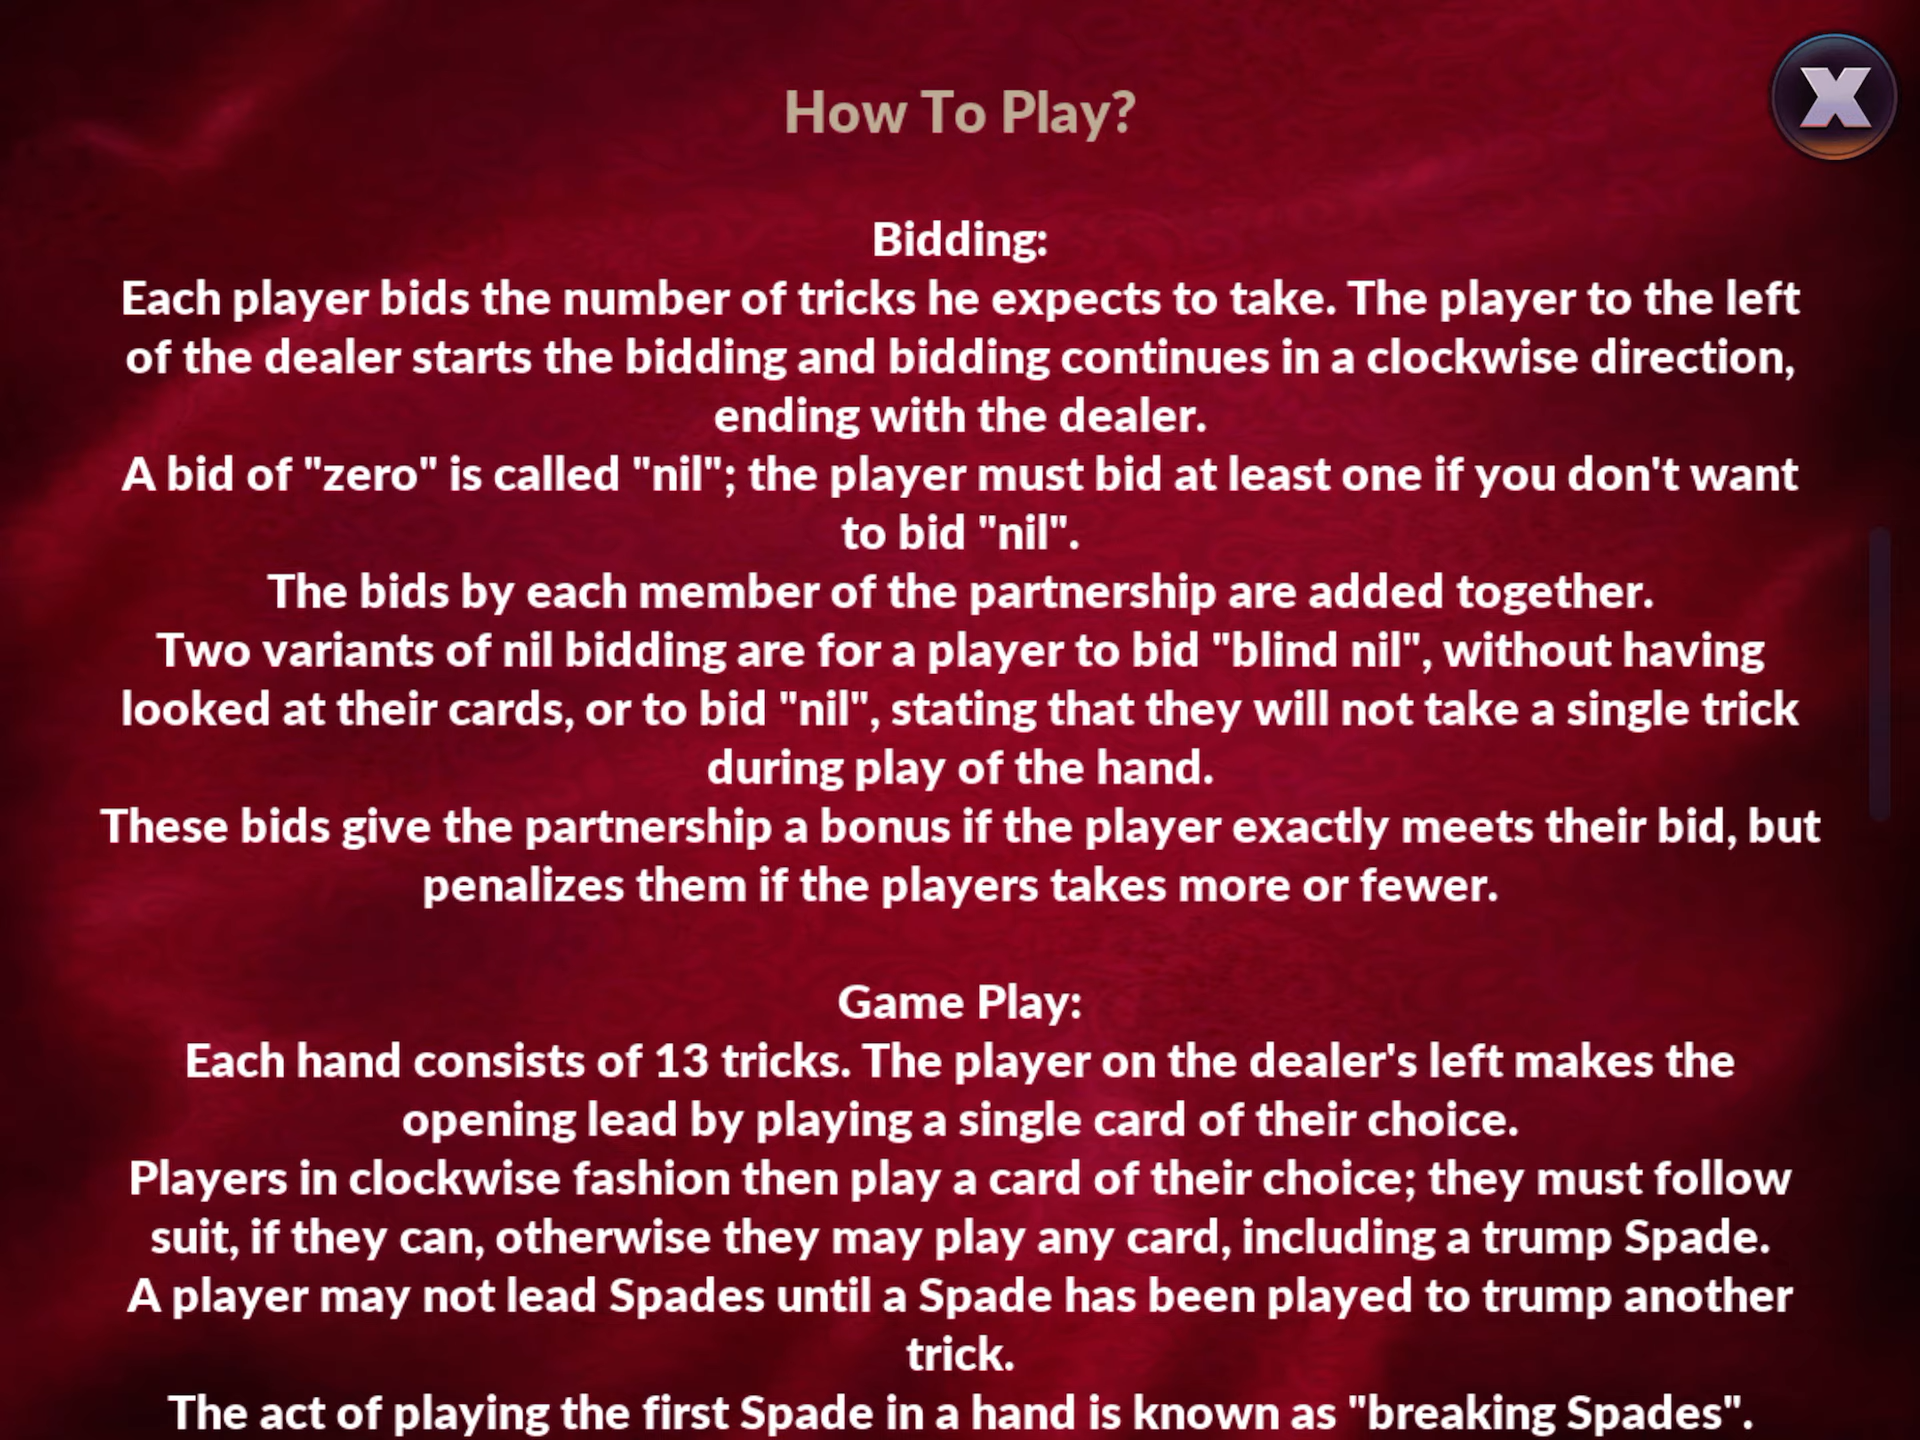 How To Play?
X
Bidding:
Each player bids the number of tricks he expects to take. The player to the left
of the dealer starts the bidding and bidding continues in a clockwise direction,
ending with the dealer.
A bid of "zero" is called "nil"; the player must bid at least one if you don't want
to bid "nil".
The bids by each member of the partnership are added together.
Two variants of nil bidding are for a player to bid "blind nil", without having
looked at their cards, or to bid "nil", stating that they will not take a single trick
during play of the hand.
These bids give the partnership a bonus if the player exactly meets their bid, but
penalizes them if the players takes more or fewer.
Game Play:
Each hand consists of 13 tricks. The player on the dealer's left makes the
opening lead by playing a single card of their choice.
Players in clockwise fashion then play a card of their choice; they must follow
suit, if they can, otherwise they may play any card, including a trump Spade.
A player may not lead Spades until a Spade has been played to trump another
trick.
The act of playing the first Spade in a hand is known as "breaking Spades".